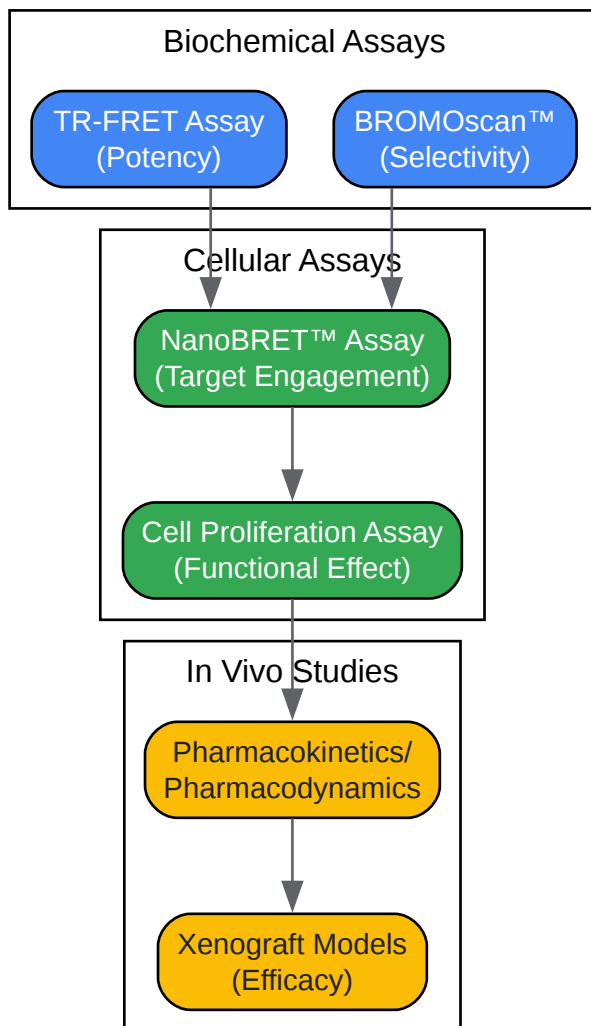 Biochemical Assays
TR-FRET Assay
(Potency)
BROMOscan™
(Selectivity)
Cellular Assays
NanoBRET™ Assay
(Target Engagement)
Cell Proliferation Assay
(Functional Effect)
In Vivo Studies
Pharmacokinetics/
Pharmacodynamics
Xenograft Models
(Efficacy)